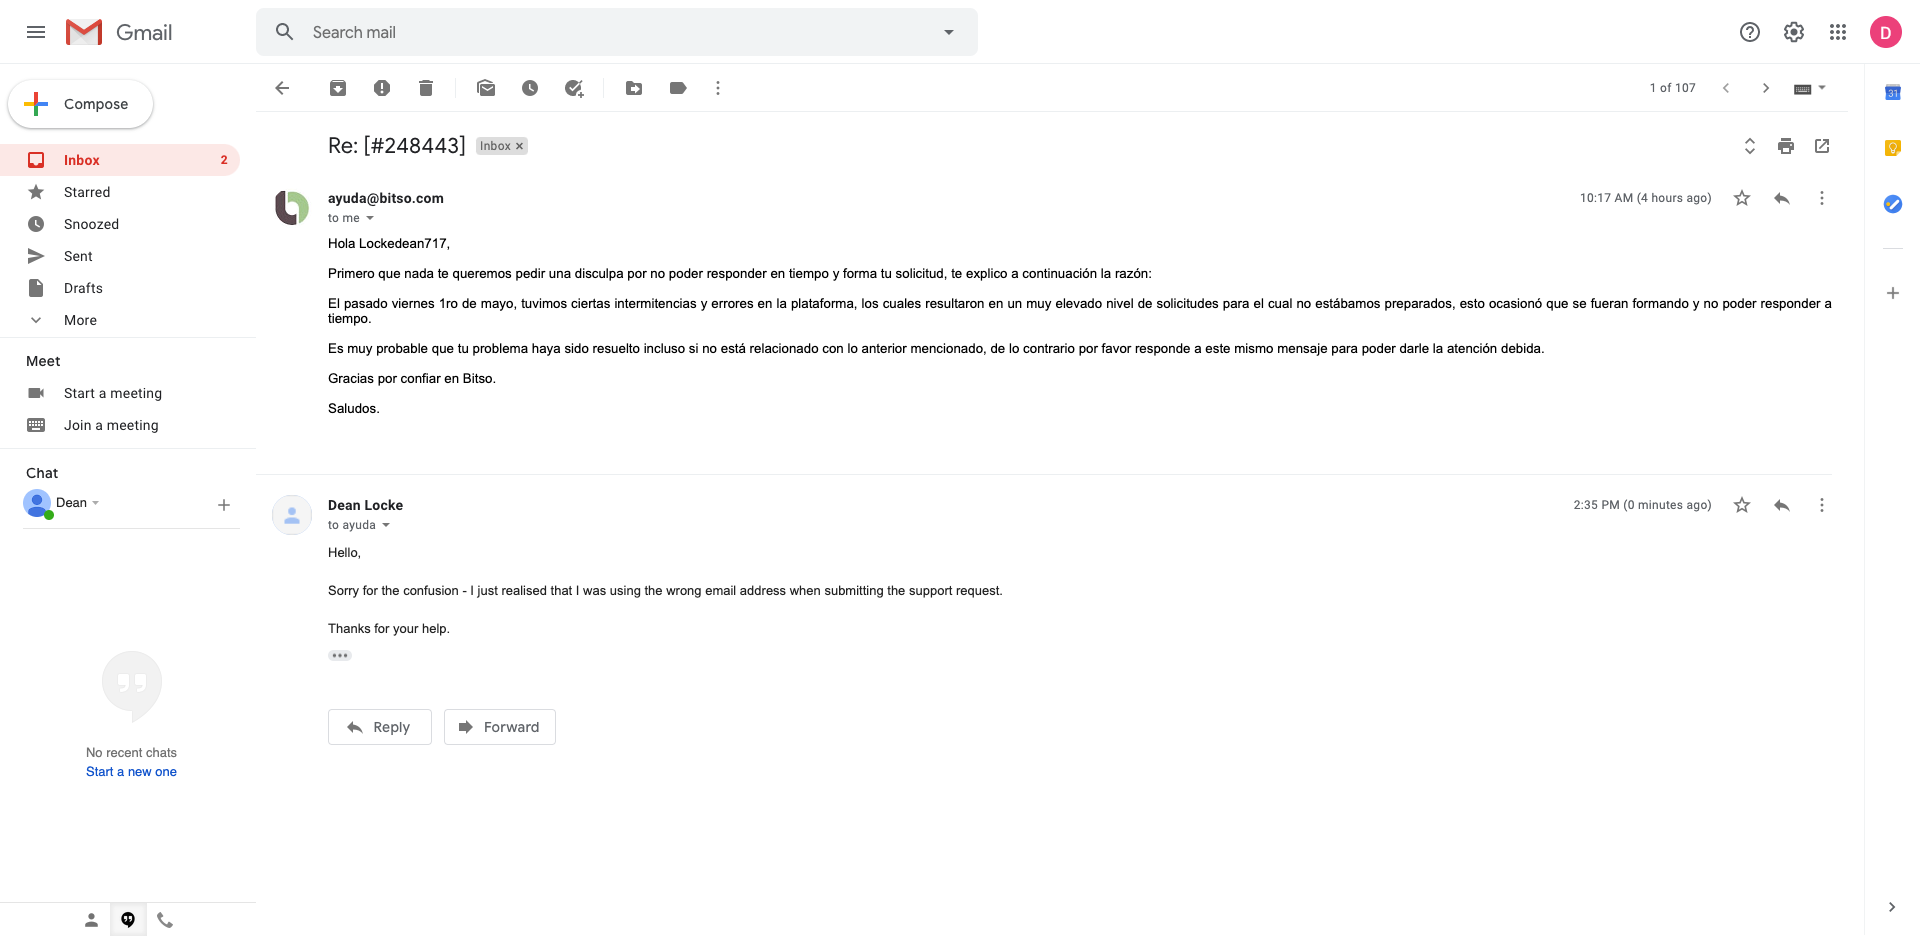 Gmail
Search mail
D
Compose
1 of 107
31
Inbox 2
Starred
Snoozed
Sent
Drafts
More
Meet
Start a meeting
Join a meeting
Chat
Dean
No recent chats
Start a new one
Re: [#248443] Inbox ×
ayuda@bitso.com 10:17 AM (4 hours ago)
to me
Hola Lockedean717,
Primero que nada te queremos pedir una disculpa por no poder responder en tiempo y forma tu solicitud, te explico a continuación la razón:
El pasado viernes 1ro de mayo, tuvimos ciertas intermitencias y errores en la plataforma, los cuales resultaron en un muy elevado nivel de solicitudes para el cual no estábamos preparados, esto ocasionó que se fueran formando y no poder responder a
tiempo.
Es muy probable que tu problema haya sido resuelto incluso si no está relacionado con lo anterior mencionado, de lo contrario por favor responde a este mismo mensaje para poder darle la atención debida.
Gracias por confiar en Bitso.
Saludos.
Dean Locke 2:35 PM (0 minutes ago)
to ayuda
Hello,
Sorry for the confusion - I just realised that I was using the wrong email address when submitting the support request.
Thanks for your help.
Reply Forward